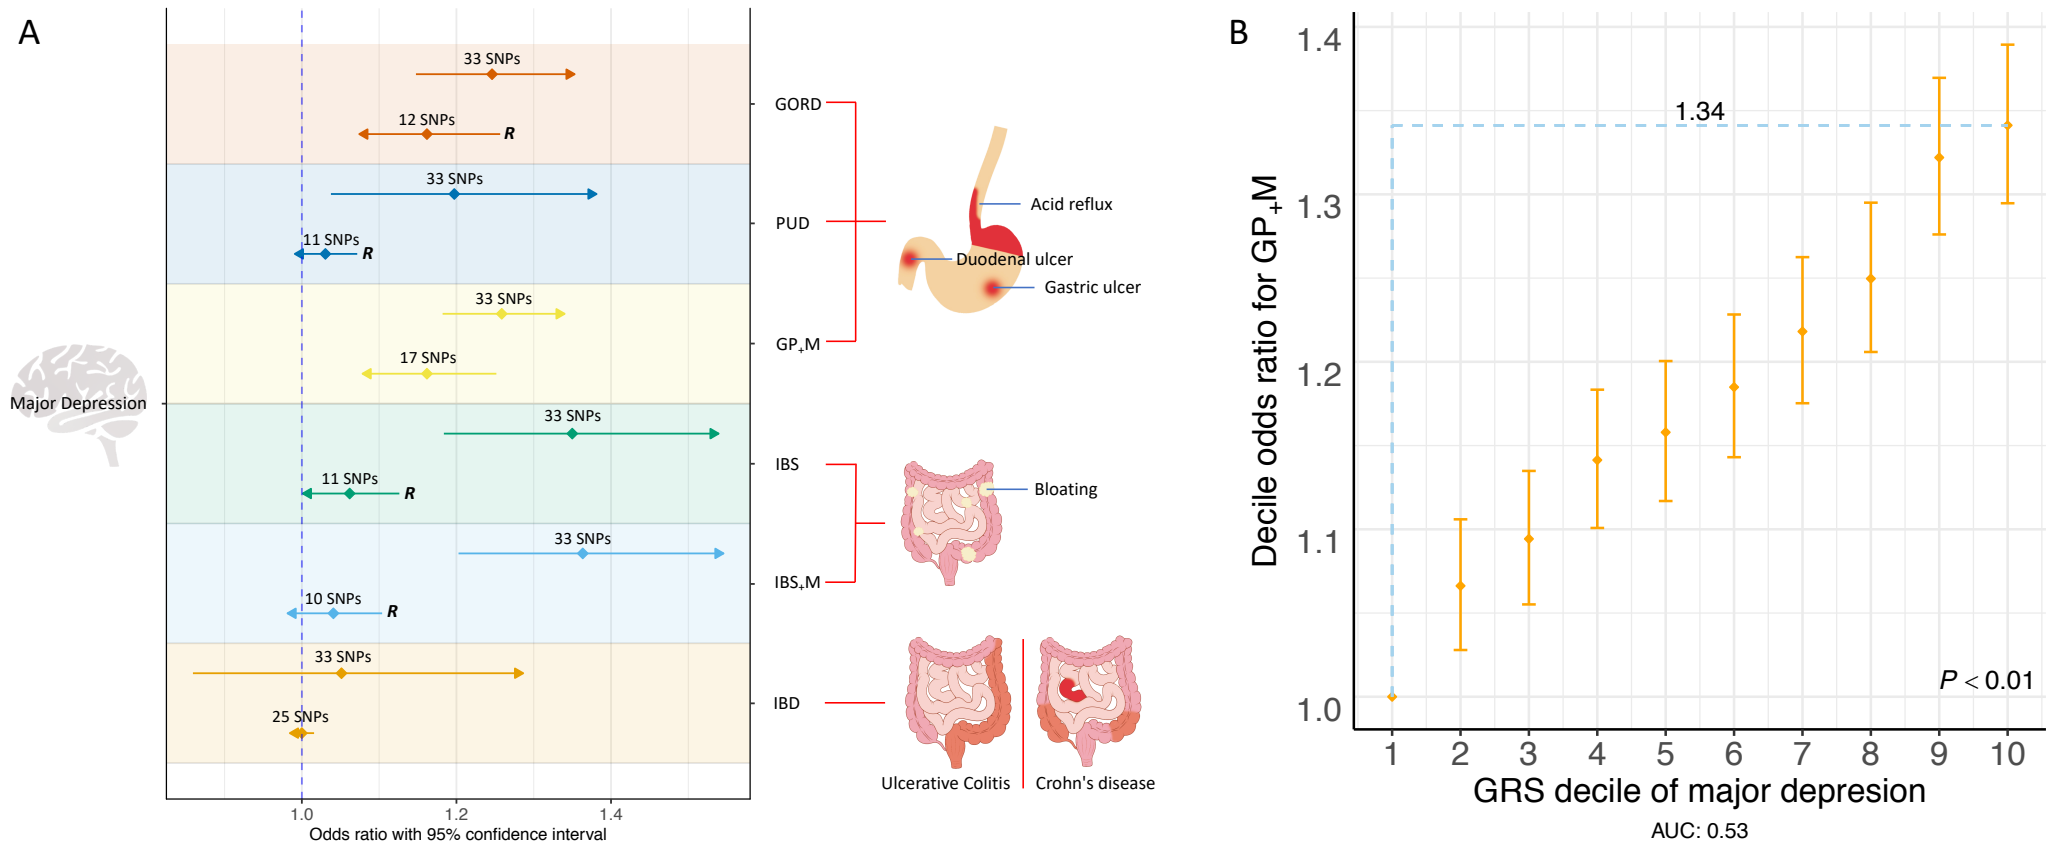 A
33 SNPs
12 SNPs
R
33 SNPs
11 SNPs
R
33 SNPs
17 SNPs
33 SNPs
11 SNPs
R
33 SNPs
10 SNPs
R
33 SNPs
25 SNPs
Major Depression
1.0 1.2 1.4
Odds ratio with 95% confidence interval
GORD
PUD
GP+M
IBS
IBS+M
IBD
Acid reflux
Duodenal ulcer
Gastric ulcer
Bloating
Ulcerative Colitis
Crohn's disease
B
Decile odds ratio for GP+M
1.4
1.3
1.2
1.1
1.0
1.34
P < 0.01
1 2 3 4 5 6 7 8 9 10
GRS decile of major depresion
AUC: 0.53